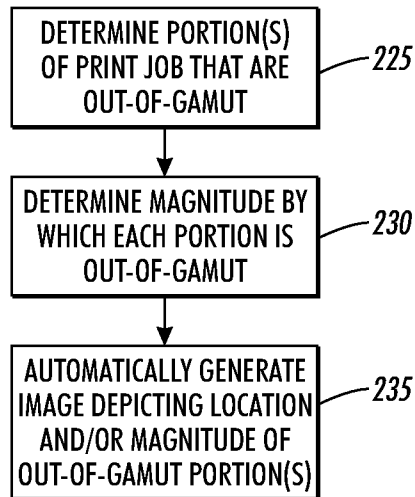 DETERMINE PORTION(S)
OF PRINT JOB THAT ARE
OUT-OF-GAMUT
225
DETERMINE MAGNITUDE BY
WHICH EACH PORTION IS
OUT-OF-GAMUT
230
AUTOMATICALLY GENERATE
IMAGE DEPICTING LOCATION
AND/OR MAGNITUDE OF
OUT-OF-GAMUT PORTION(S)
235